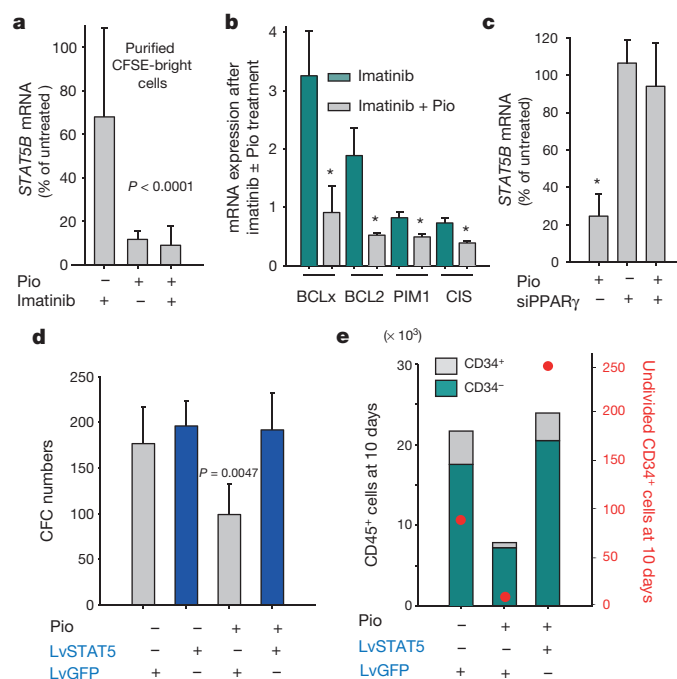 a
STAT5B mRNA
(% of untreated)
100
80
60
40
20
0
Purified
CFSE-bright
cells
P < 0.0001
Pio – + +
Imatinib + – +
b
mRNA expression after
imatinib ± Pio treatment
4
3
2
1
0
Imatinib
Imatinib + Pio
*
*
*
*
BCLx BCL2 PIM1 CIS
c
STAT5B mRNA
(% of untreated)
120
100
80
60
40
20
0
*
Pio + – +
siPPARγ – + +
d
CFC numbers
250
200
150
100
50
0
P = 0.0047
Pio – – + +
LvSTAT5 – + – +
LvGFP + – + –
e
(× 10³)
CD45⁺ cells at 10 days
30
20
10
0
CD34⁺
CD34⁻
250
200
150
100
50
0
Undivided CD34⁺ cells at 10 days
Pio – + +
LvSTAT5 – – +
LvGFP + + –